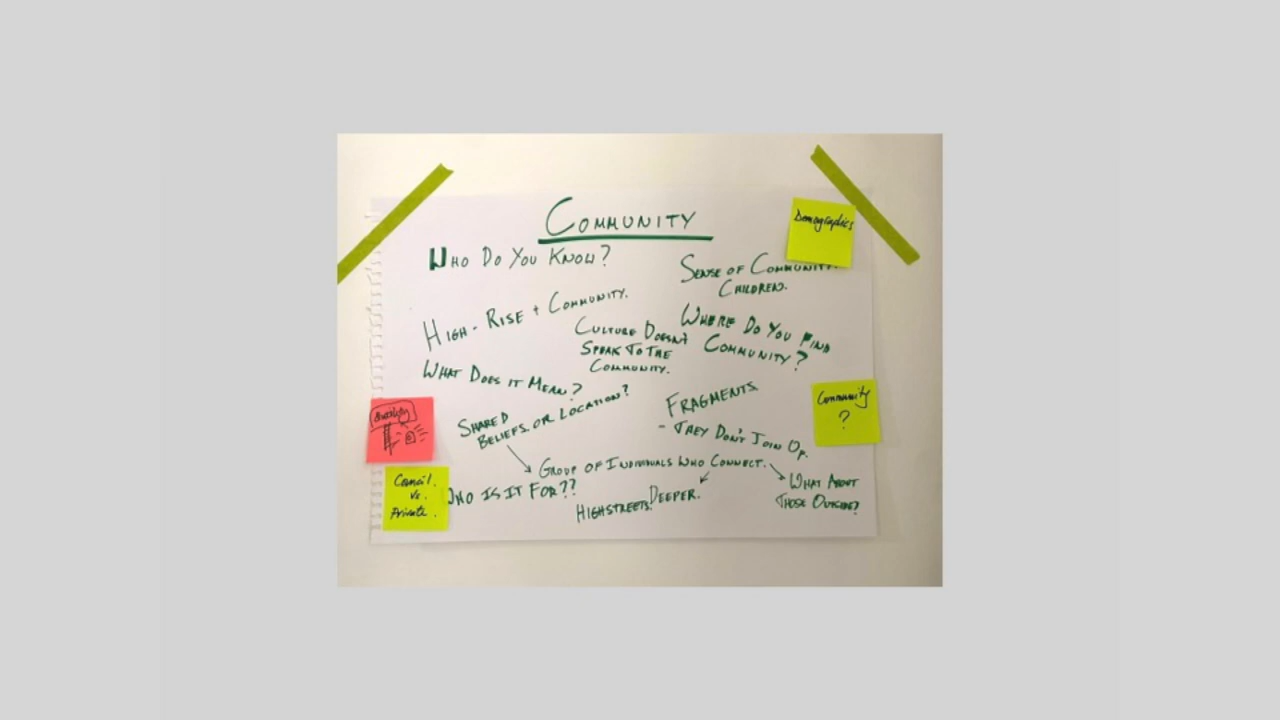 COMMUNITY
Demographics
WHO DO YOU KNOW?
SENSE OF COMMUNITY.
CHILDREN.
HIGH-RISE + COMMUNITY.
WHERE DO YOU FIND
COMMUNITY?
CULTURE DOESN'T
SPEAK TO THE
COMMUNITY.
WHAT DOES IT MEAN?
SHARED
BELIEFS. OR LOCATION?
FRAGMENTS
- THEY DON'T JOIN UP.
Community
?
GROUP OF INDIVIDUALS WHO CONNECT.
Council.
Vs.
Private.
WHO IS IT FOR??
HIGHSTREETS.
DEEPER.
WHAT ABOUT
THOSE OUTSIDE?